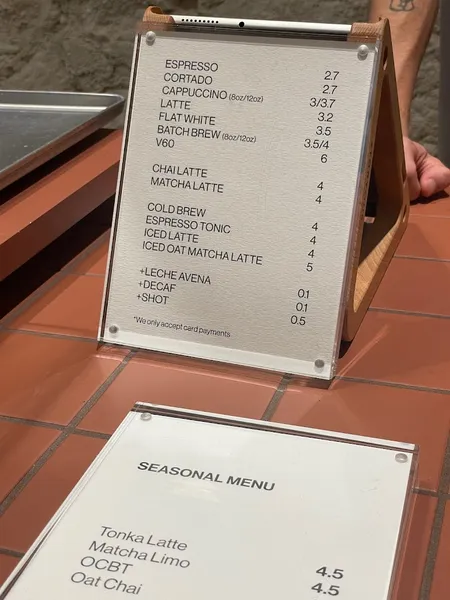 ESPRESSO 2.7
CORTADO 2.7
CAPPUCCINO (8oz/12oz) 3/3.7
LATTE 3.2
FLAT WHITE 3.5
BATCH BREW (8oz/12oz) 3.5/4
V60 6
CHAI LATTE 4
MATCHA LATTE 4
COLD BREW 4
ESPRESSO TONIC 4
ICED LATTE 4
ICED OAT MATCHA LATTE 5
+LECHE AVENA 0.1
+DECAF 0.1
+SHOT 0.5
*We only accept card payments
SEASONAL MENU
Tonka Latte 4.5
Matcha Limo 4.5
OCBT
Oat Chai